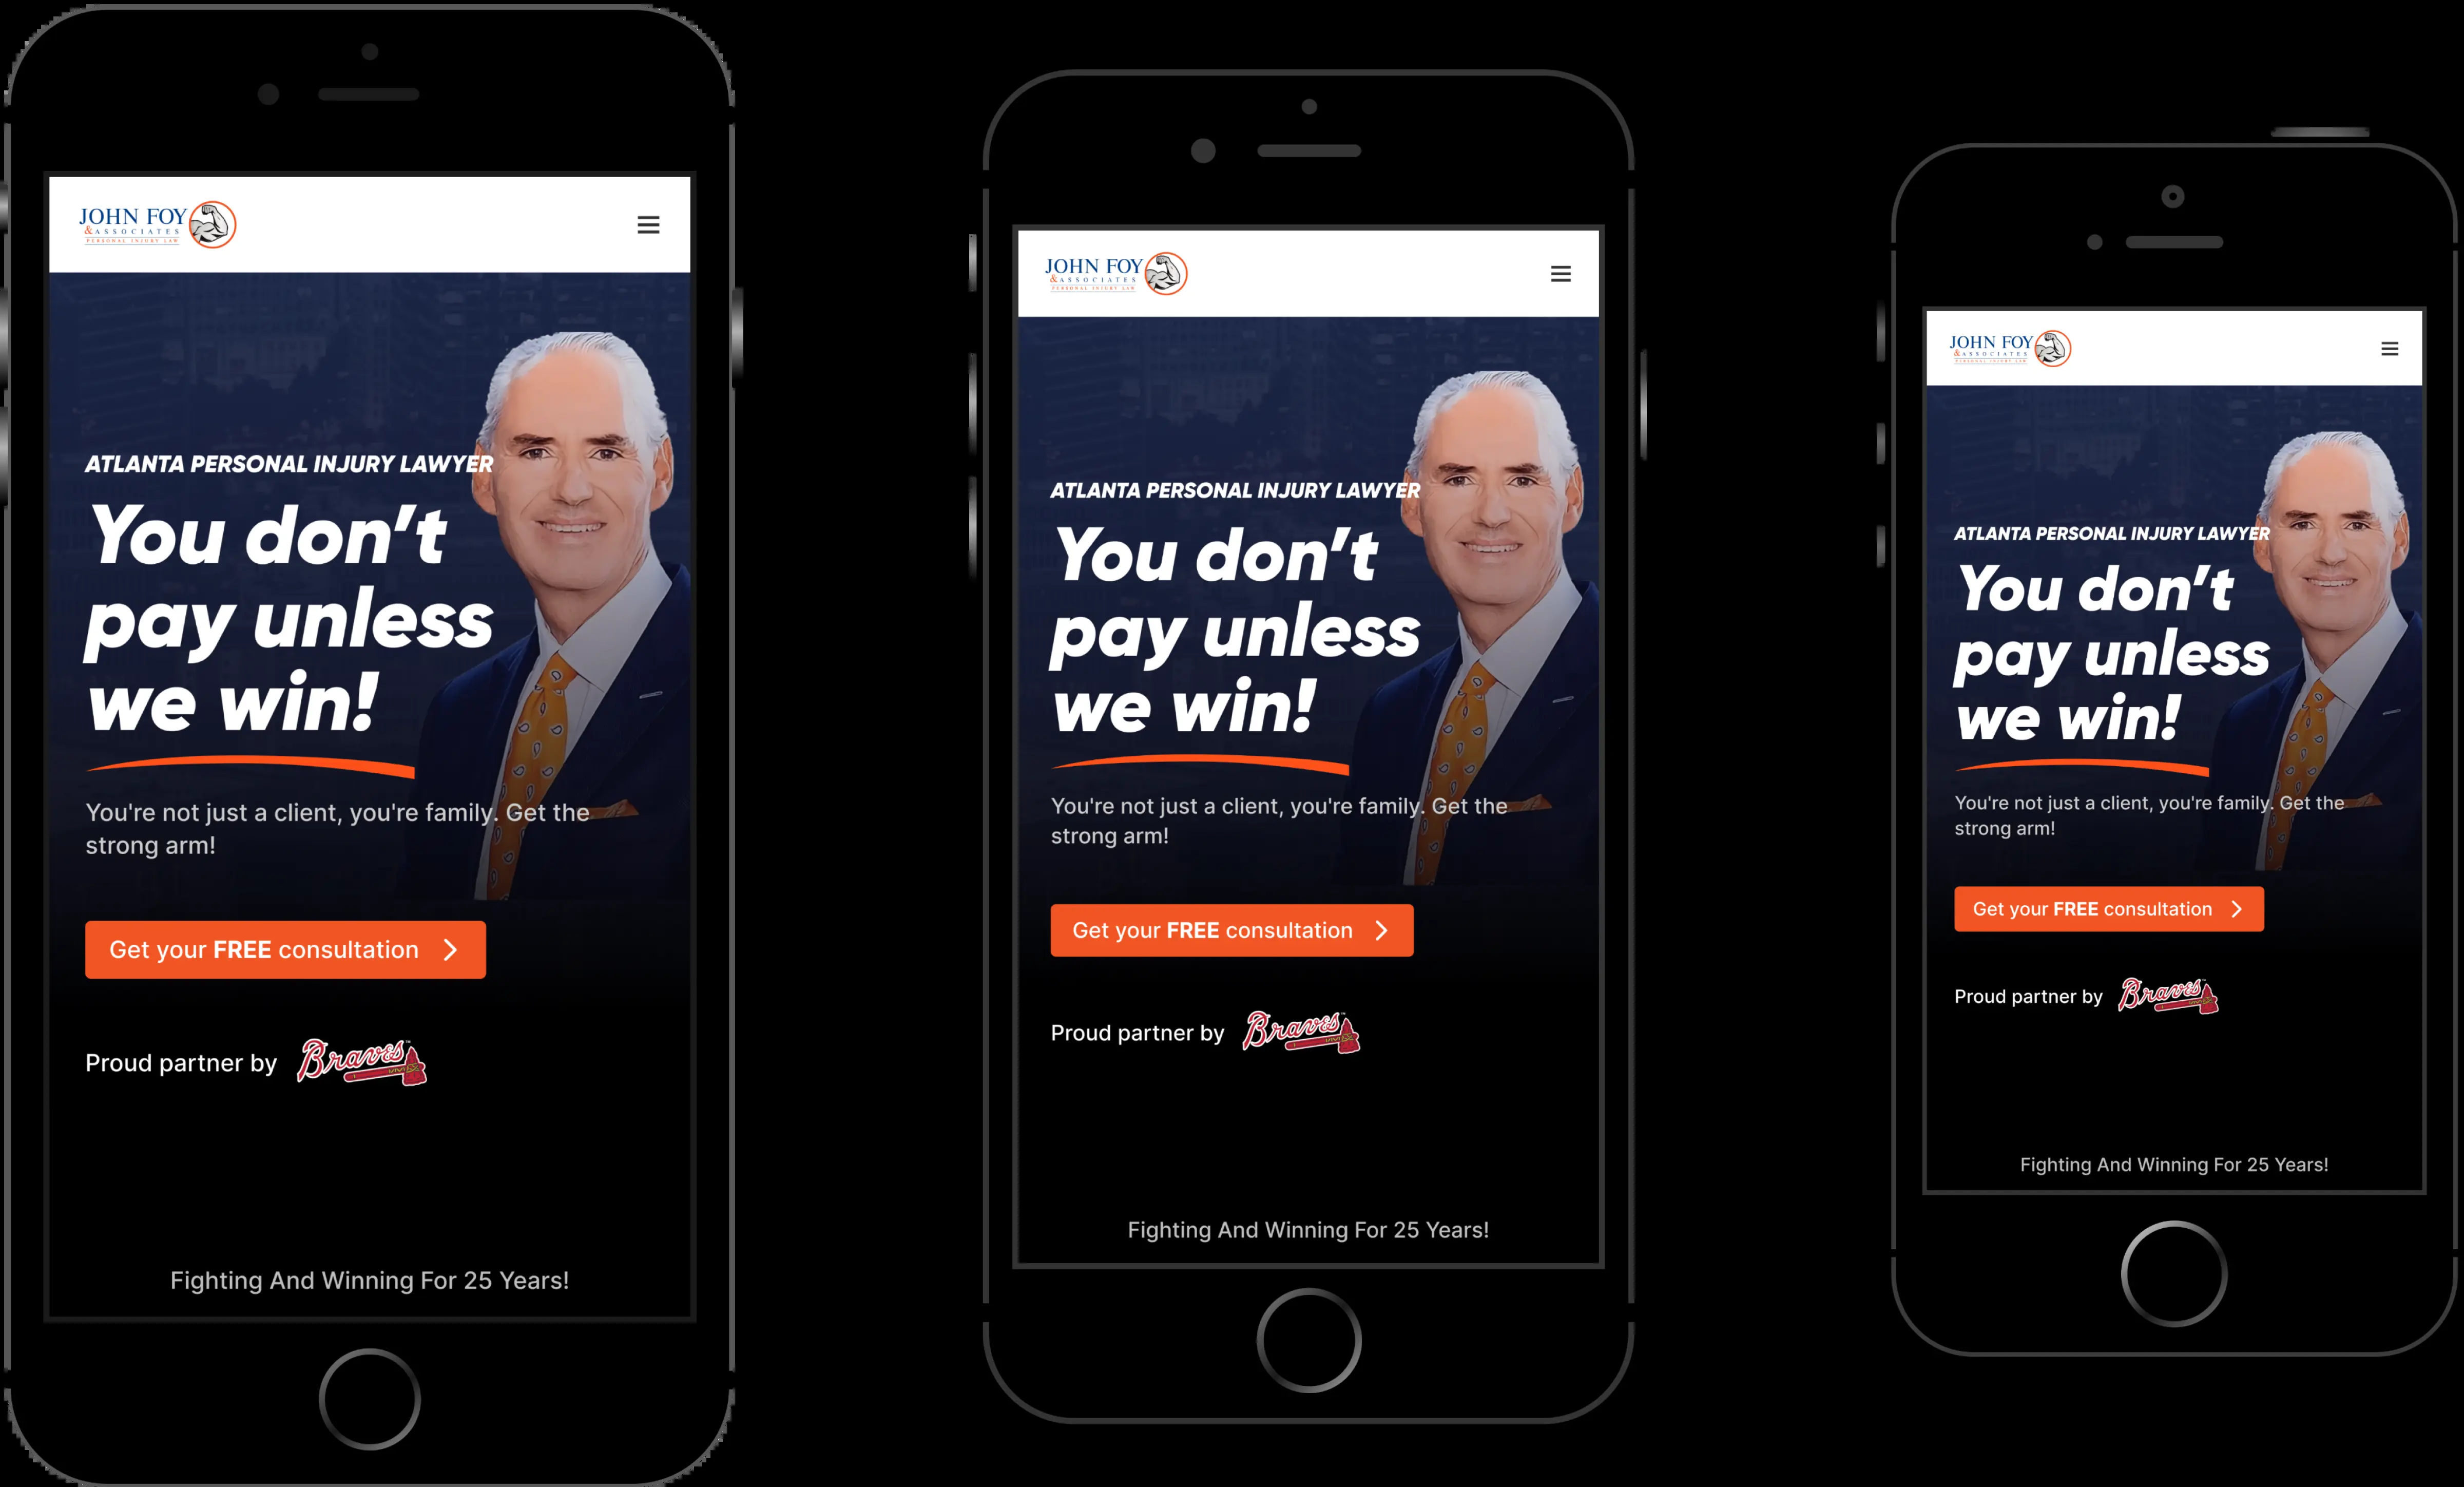 JOHN FOY
& ASSOCIATES
PERSONAL INJURY LAW
ATLANTA PERSONAL INJURY LAWYER
You don’t
pay unless
we win!
You're not just a client, you're family. Get the
strong arm!
Get your FREE consultation
Proud partner by Braves™
Fighting And Winning For 25 Years!
JOHN FOY
& ASSOCIATES
PERSONAL INJURY LAW
ATLANTA PERSONAL INJURY LAWYER
You don’t
pay unless
we win!
You're not just a client, you're family. Get the
strong arm!
Get your FREE consultation
Proud partner by Braves
Fighting And Winning For 25 Years!
JOHN FOY
& ASSOCIATES
PERSONAL INJURY LAW
ATLANTA PERSONAL INJURY LAWYER
You don’t
pay unless
we win!
You're not just a client, you're family. Get the
strong arm!
Get your FREE consultation
Proud partner by Braves
Fighting And Winning For 25 Years!